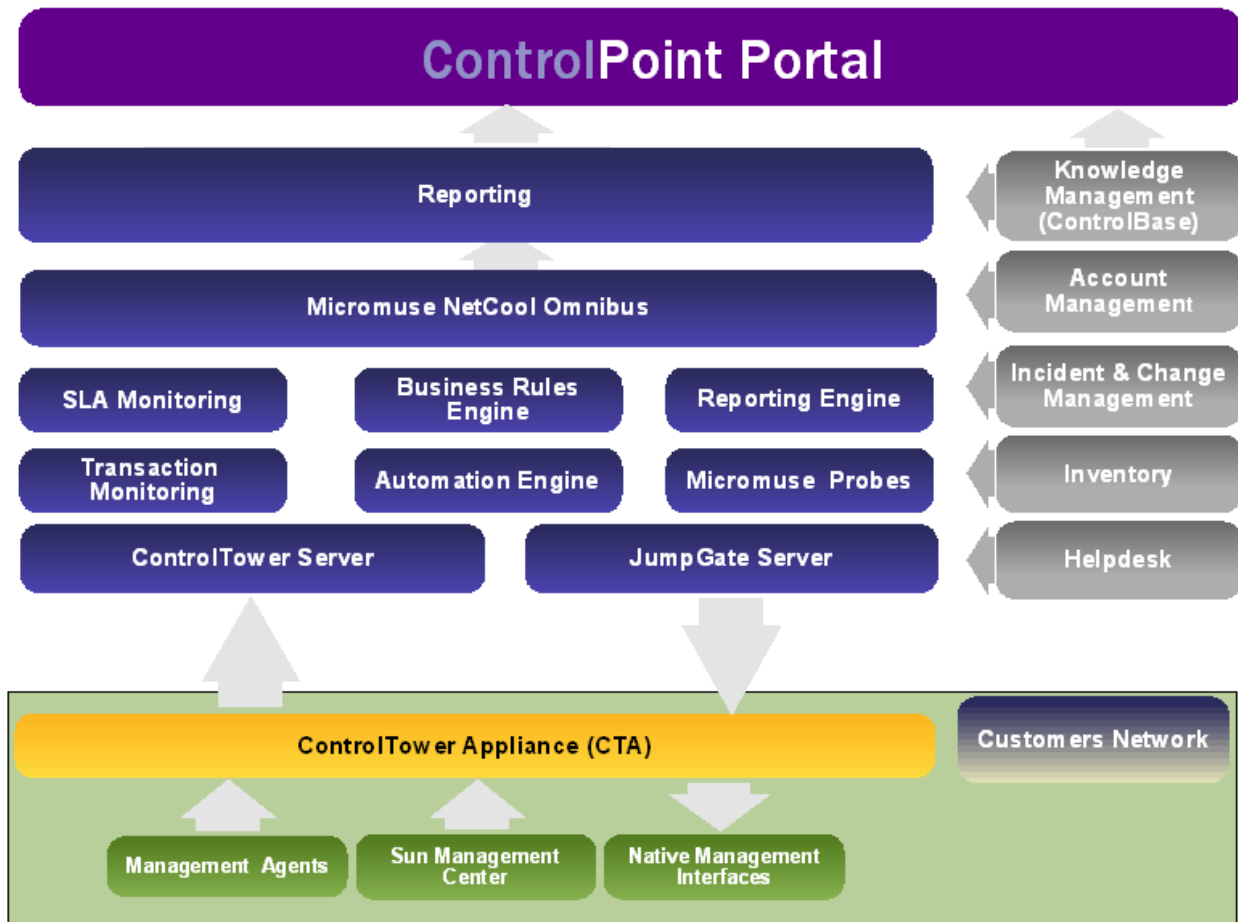 ControlPoint Portal
Reporting
Knowledge
Management
(ControlBase)
Micromuse NetCool Omnibus
Account
Management
SLA Monitoring
Business Rules
Engine
Reporting Engine
Incident & Change
Management
Transaction
Monitoring
Automation Engine
Micromuse Probes
Inventory
ControlTower Server
JumpGate Server
Helpdesk
ControlTower Appliance (CTA)
Customers Network
Management Agents
Sun Management
Center
Native Management
Interfaces